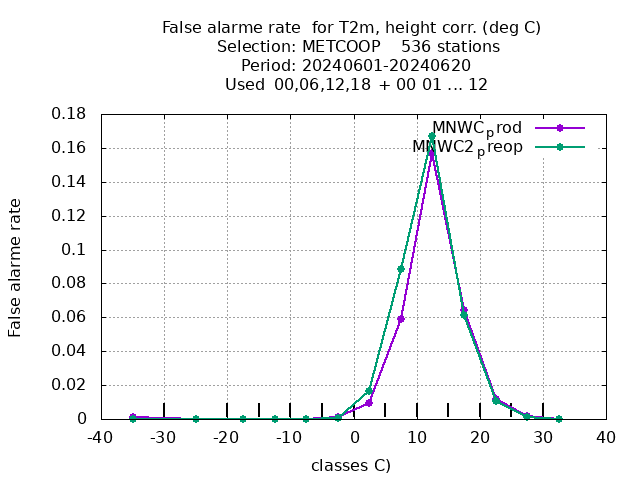 False alarme rate  for T2m, height corr. (deg C)
Selection: METCOOP    536 stations
Period: 20240601-20240620
Used  00,06,12,18 + 00 01 ... 12
0.18
0.16
0.14
0.12
0.1
0.08
0.06
0.04
0.02
0
False alarme rate
MNWCprod
MNWC2preop
-40 -30 -20 -10 0 10 20 30 40
classes C)